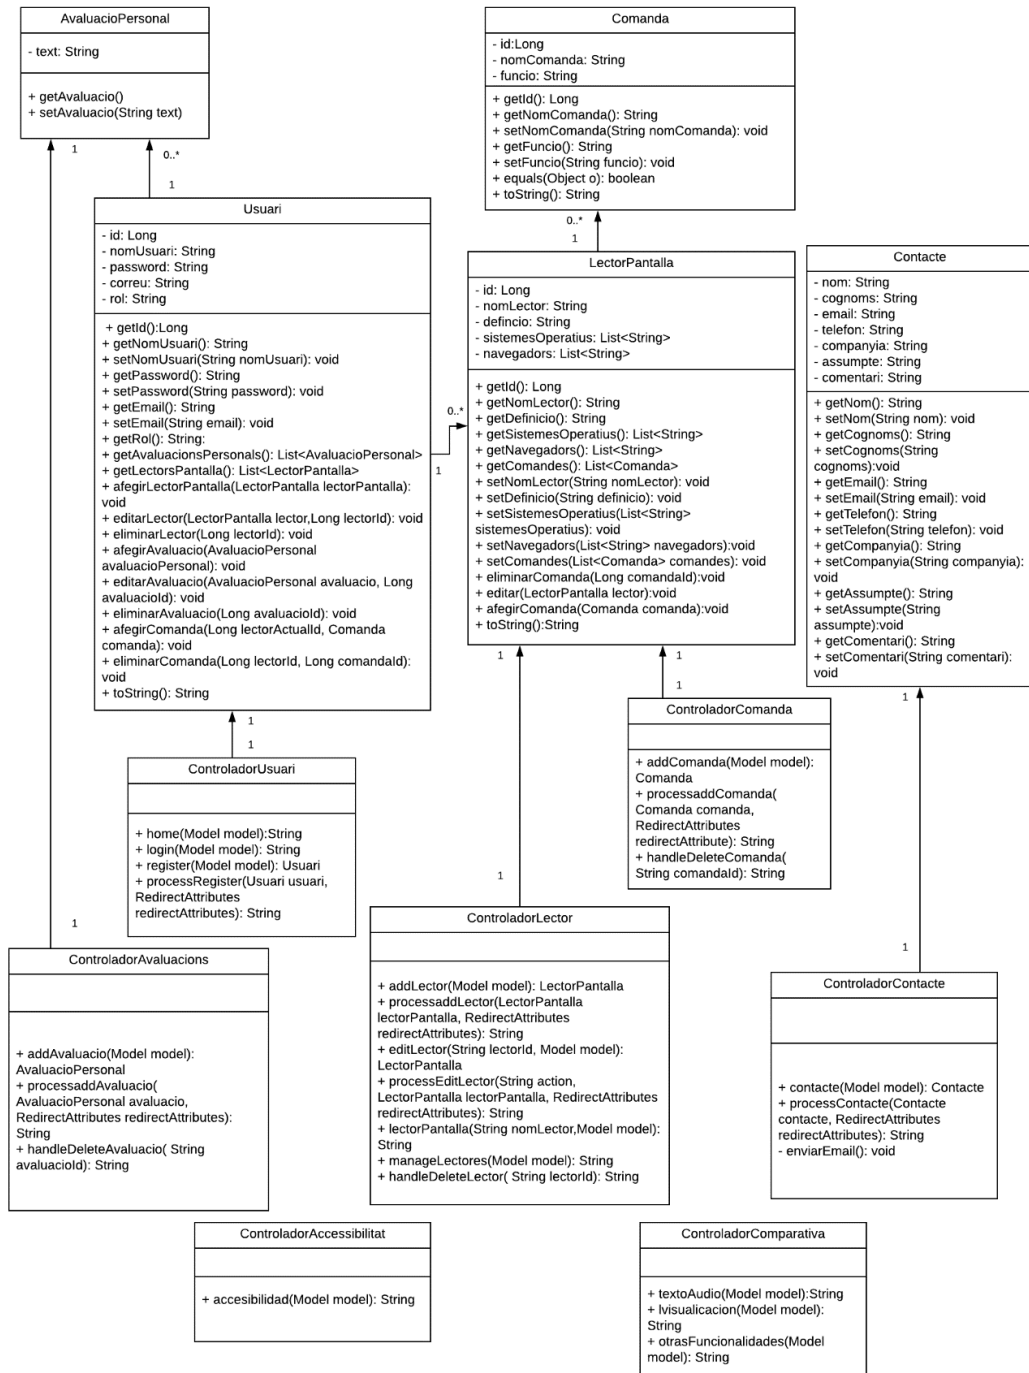 AvaluacioPersonal
- text: String
+ getAvaluacio()
+ setAvaluacio(String text)
1
0..*
1
Comanda
- id:Long
- nomComanda: String
- funcio: String
+ getId(): Long
+ getNomComanda(): String
+ setNomComanda(String nomComanda): void
+ getFuncio(): String
+ setFuncio(String funcio): void
+ equals(Object o): boolean
+ toString(): String
0..*
1
Usuari
- id: Long
- nomUsuari: String
- password: String
- correu: String
- rol: String
+ getId():Long
+ getNomUsuari(): String
+ setNomUsuari(String nomUsuari): void
+ getPassword(): String
+ setPassword(String password): void
+ getEmail(): String
+ setEmail(String email): void
+ getRol(): String:
+ getAvaluacionsPersonals(): List<AvaluacioPersonal>
+ getLectorsPantalla(): List<LectorPantalla>
+ afegirLectorPantalla(LectorPantalla lectorPantalla):
void
+ editarLector(LectorPantalla lector,Long lectorId): void
+ eliminarLector(Long lectorId): void
+ afegirAvaluacio(AvaluacioPersonal
avaluacioPersonal): void
+ editarAvaluacio(AvaluacioPersonal avaluacio, Long
avaluacioId): void
+ eliminarAvaluacio(Long avaluacioId): void
+ afegirComanda(Long lectorActualId, Comanda
comanda): void
+ eliminarComanda(Long lectorId, Long comandaId):
void
+ toString(): String
0..*
1
LectorPantalla
- id: Long
- nomLector: String
- defincio: String
- sistemesOperatius: List<String>
- navegadors: List<String>
+ getId(): Long
+ getNomLector(): String
+ getDefinicio(): String
+ getSistemesOperatius(): List<String>
+ getNavegadors(): List<String>
+ getComandes(): List<Comanda>
+ setNomLector(String nomLector): void
+ setDefinicio(String definicio): void
+ setSistemesOperatius(List<String>
sistemesOperatius): void
+ setNavegadors(List<String> navegadors):void
+ setComandes(List<Comanda> comandes): void
+ eliminarComanda(Long comandaId):void
+ editar(LectorPantalla lector):void
+ afegirComanda(Comanda comanda):void
+ toString():String
Contacte
- nom: String
- cognoms: String
- email: String
- telefon: String
- companyia: String
- assumpte: String
- comentari: String
+ getNom(): String
+ setNom(String nom): void
+ getCognoms(): String
+ setCognoms(String
cognoms):void
+ getEmail(): String
+ setEmail(String email): void
+ getTelefon(): String
+ setTelefon(String telefon): void
+ getCompanyia(): String
+ setCompanyia(String companyia):
void
+ getAssumpte(): String
+ setAssumpte(String
assumpte):void
+ getComentari(): String
+ setComentari(String comentari):
void
1
1
1
1
1
1
ControladorUsuari
+ home(Model model):String
+ login(Model model): String
+ register(Model model): Usuari
+ processRegister(Usuari usuari,
RedirectAttributes
redirectAttributes): String
ControladorComanda
+ addComanda(Model model):
Comanda
+ processaddComanda(
Comanda comanda,
RedirectAttributes
redirectAttribute): String
+ handleDeleteComanda(
String comandaId): String
1
1
1
ControladorAvaluacions
+ addAvaluacio(Model model):
AvaluacioPersonal
+ processaddAvaluacio(
AvaluacioPersonal avaluacio,
RedirectAttributes redirectAttributes):
String
+ handleDeleteAvaluacio( String
avaluacioId): String
ControladorLector
+ addLector(Model model): LectorPantalla
+ processaddLector(LectorPantalla
lectorPantalla, RedirectAttributes
redirectAttributes): String
+ editLector(String lectorId, Model model):
LectorPantalla
+ processEditLector(String action,
LectorPantalla lectorPantalla, RedirectAttributes
redirectAttributes): String
+ lectorPantalla(String nomLector,Model model):
String
+ manageLectores(Model model): String
+ handleDeleteLector( String lectorId): String
ControladorContacte
+ contacte(Model model): Contacte
+ processContacte(Contacte
contacte, RedirectAttributes
redirectAttributes): String
- enviarEmail(): void
ControladorAccessibilitat
+ accesibilidad(Model model): String
ControladorComparativa
+ textoAudio(Model model):String
+ lvisualicacion(Model model):
String
+ otrasFuncionalidades(Model
model): String